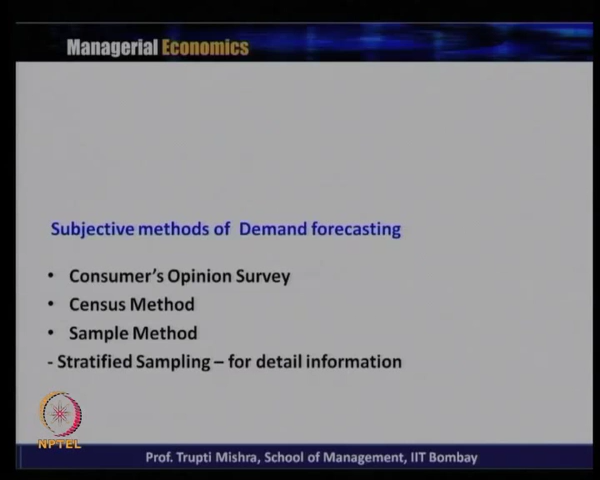 Managerial Economics
Subjective methods of Demand forecasting
• Consumer's Opinion Survey
• Census Method
• Sample Method
- Stratified Sampling – for detail information
NPTEL
Prof. Trupti Mishra, School of Management, IIT Bombay